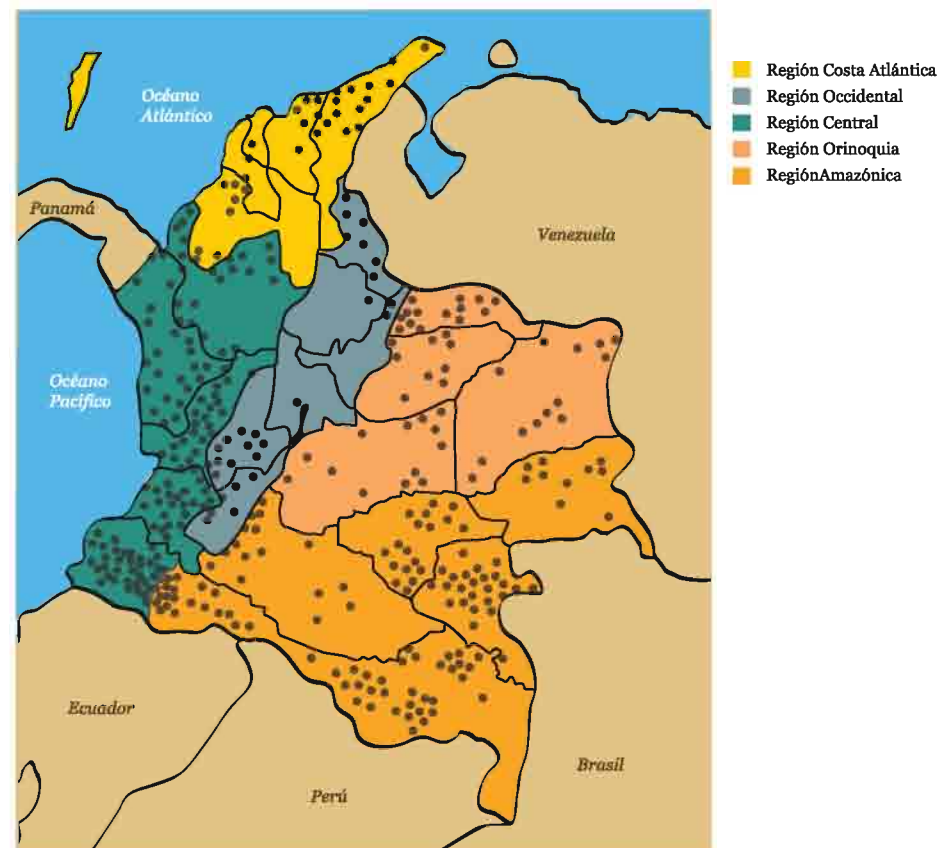 Océano
Atlántico
Panamá
Venezuela
Océano
Pacífico
Ecuador
Perú
Brasil
Región Costa Atlántica
Región Occidental
Región Central
Región Orinoquia
RegiónAmazónica